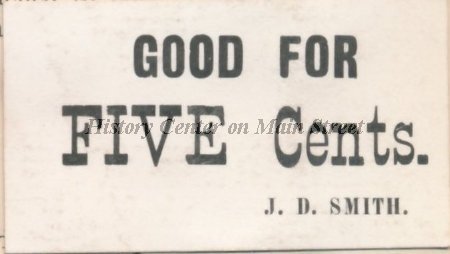 GOOD FOR
FIVE Cents.
History Center on Main Street
J. D. SMITH.